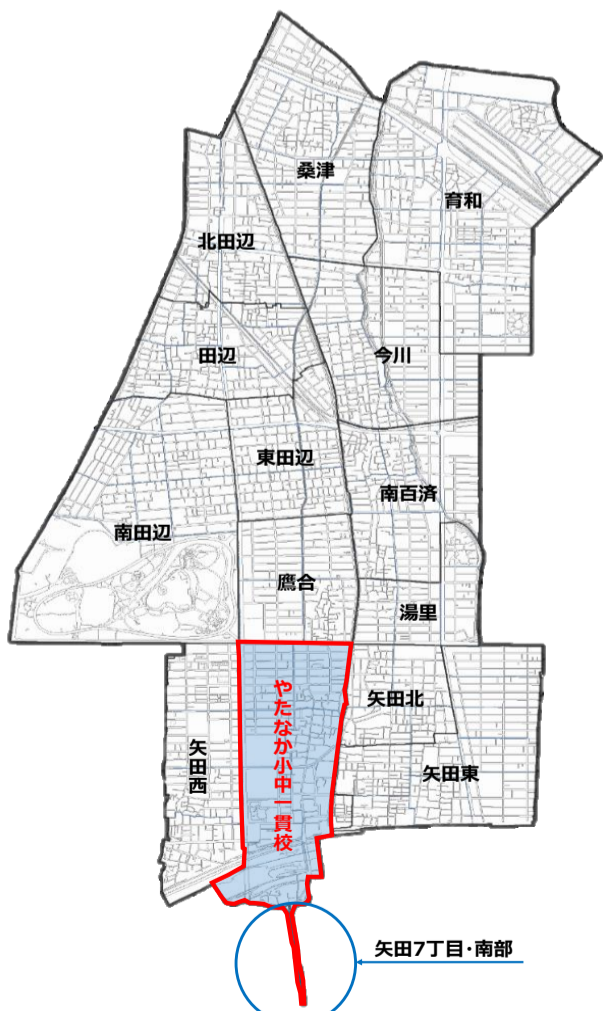 桑津
育和
北田辺
田辺
今川
東田辺
南百済
南田辺
鷹合
湯里
やたなか小中一貫校
矢田北
矢田西
矢田東
矢田7丁目・南部